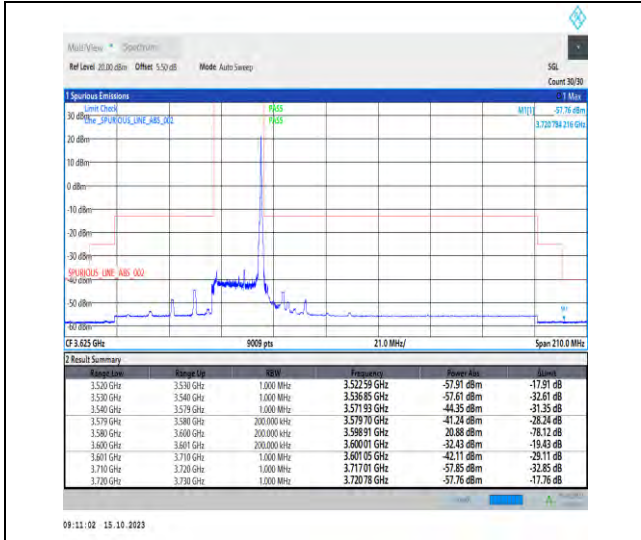 MultiView Spectrum
Ref Level 20.00 dBm Offset 5.50 dB Mode Auto Sweep SGL
Count 30/30
1 Spurious Emissions 1 Max
Limit Check PASS M1[1] -57.76 dBm
30 dBm
Line _SPURIOUS_LINE_ABS_002 PASS 3.720 784 216 GHz
20 dBm
10 dBm
0 dBm
-10 dBm
-20 dBm
-30 dBm
_SPURIOUS_LINE_ABS_002
-40 dBm
-50 dBm
M1
-60 dBm
CF 3.625 GHz 9009 pts 21.0 MHz/ Span 210.0 MHz
2 Result Summary
Range Low Range Up RBW Frequency Power Abs ΔLimit
3.520 GHz 3.530 GHz 1.000 MHz 3.522 59 GHz -57.91 dBm -17.91 dB
3.530 GHz 3.540 GHz 1.000 MHz 3.536 85 GHz -57.61 dBm -32.61 dB
3.540 GHz 3.579 GHz 1.000 MHz 3.571 93 GHz -44.35 dBm -31.35 dB
3.579 GHz 3.580 GHz 200.000 kHz 3.579 70 GHz -41.24 dBm -28.24 dB
3.580 GHz 3.600 GHz 200.000 kHz 3.598 91 GHz 20.88 dBm -78.12 dB
3.600 GHz 3.601 GHz 200.000 kHz 3.600 01 GHz -32.43 dBm -19.43 dB
3.601 GHz 3.710 GHz 1.000 MHz 3.601 05 GHz -42.11 dBm -29.11 dB
3.710 GHz 3.720 GHz 1.000 MHz 3.717 01 GHz -57.85 dBm -32.85 dB
3.720 GHz 3.730 GHz 1.000 MHz 3.720 78 GHz -57.76 dBm -17.76 dB
09:11:02 15.10.2023